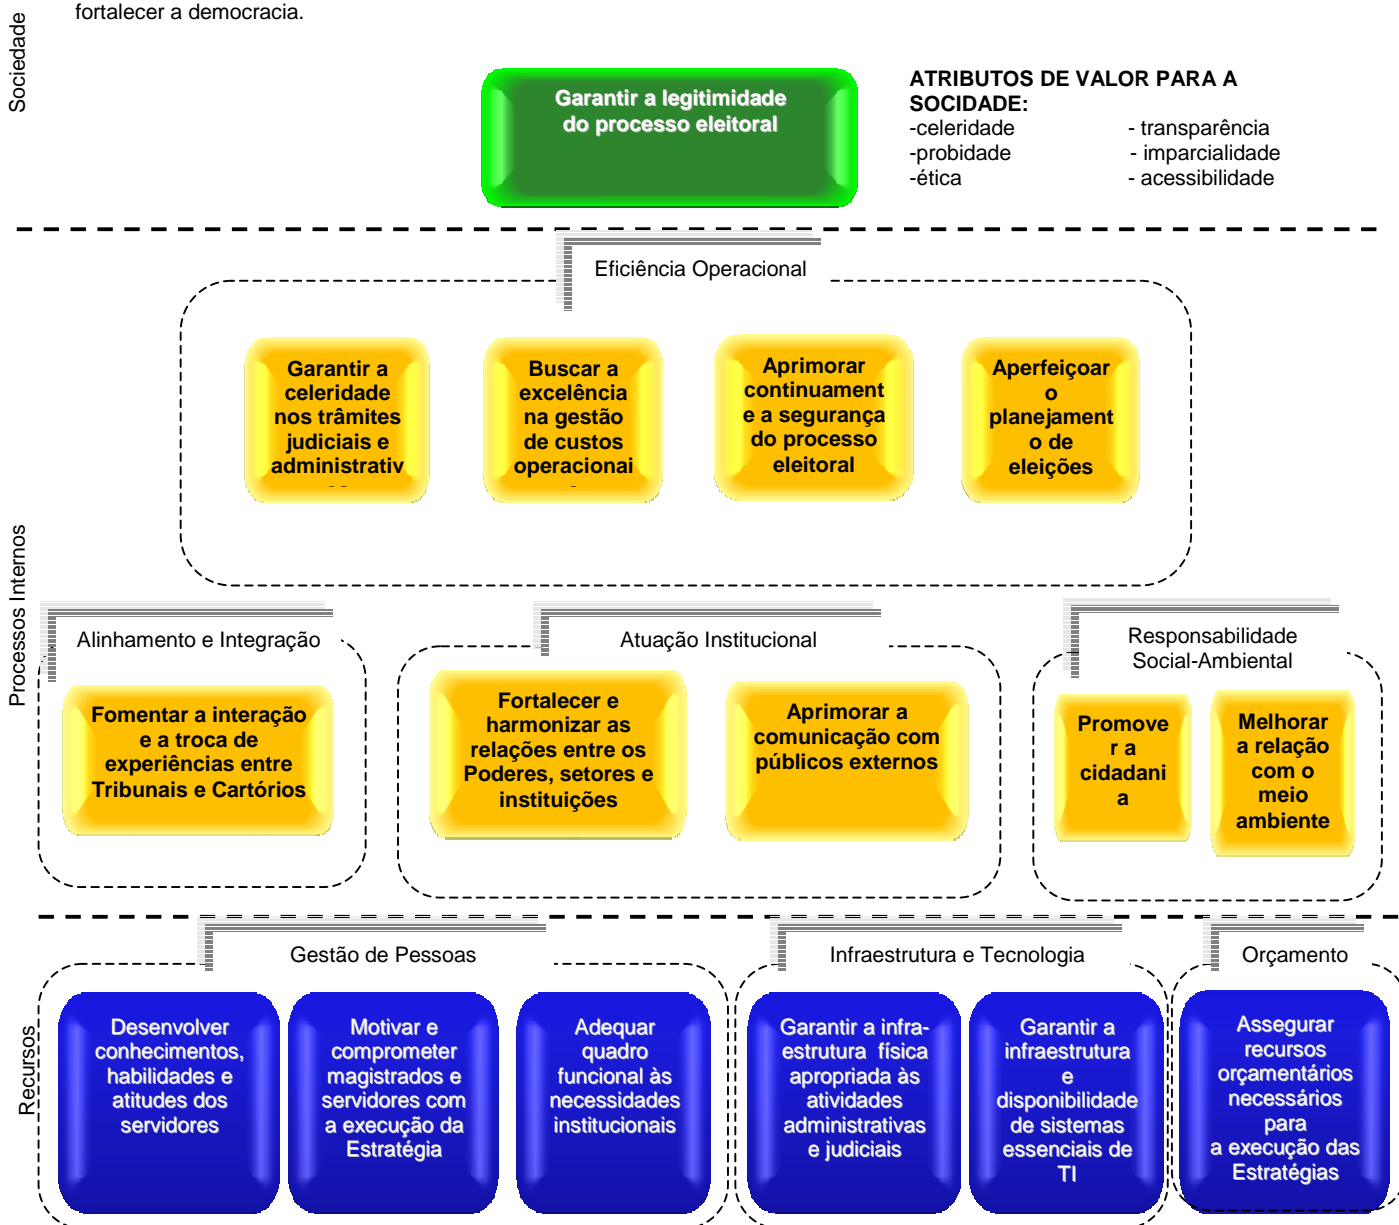 fortalecer a democracia.
Sociedade
Garantir a legitimidade
do processo eleitoral
ATRIBUTOS DE VALOR PARA A
SOCIDADE:
-celeridade - transparência
-probidade - imparcialidade
-ética - acessibilidade
Processos Internos
Eficiência Operacional
Garantir a
celeridade
nos trâmites
judiciais e
administrativ
Buscar a
excelência
na gestão
de custos
operacionai
Aprimorar
continuament
e a segurança
do processo
eleitoral
Aperfeiçoar
o
planejament
o de
eleições
Alinhamento e Integração
Fomentar a interação
e a troca de
experiências entre
Tribunais e Cartórios
Atuação Institucional
Fortalecer e
harmonizar as
relações entre os
Poderes, setores e
instituições
Aprimorar a
comunicação com
públicos externos
Responsabilidade
Social-Ambiental
Promove
r a
cidadani
a
Melhorar
a relação
com o
meio
ambiente
Recursos
Gestão de Pessoas
Desenvolver
conhecimentos,
habilidades e
atitudes dos
servidores
Motivar e
comprometer
magistrados e
servidores com
a execução da
Estratégia
Adequar
quadro
funcional às
necessidades
institucionais
Infraestrutura e Tecnologia
Garantir a infra-
estrutura física
apropriada às
atividades
administrativas
e judiciais
Garantir a
infraestrutura
e
disponibilidade
de sistemas
essenciais de
TI
Orçamento
Assegurar
recursos
orçamentários
necessários
para
a execução das
Estratégias